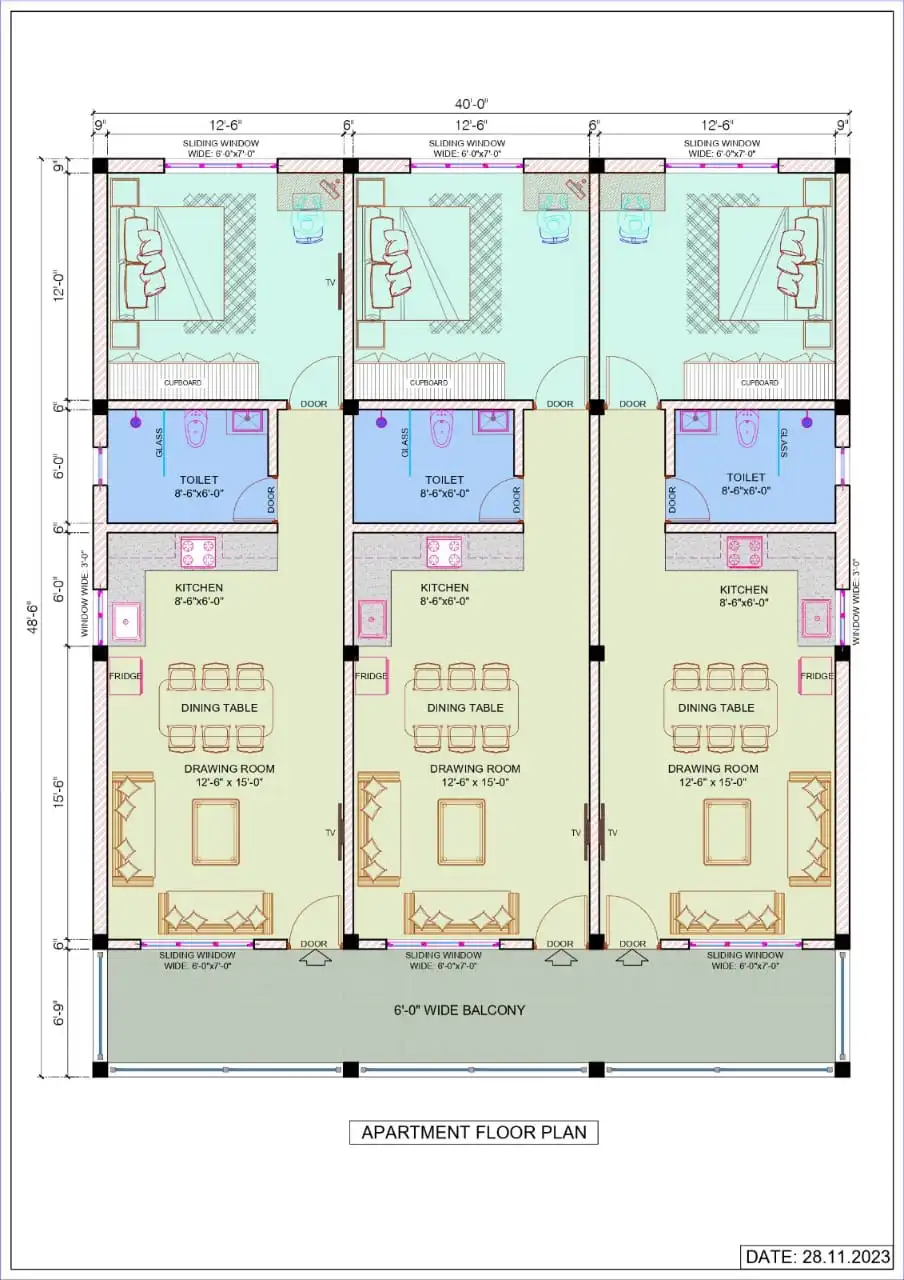 40'-0"
9" 12'-6" 6" 12'-6" 6" 12'-6" 9"
SLIDING WINDOW
WIDE: 6'-0"x7'-0"
SLIDING WINDOW
WIDE: 6'-0"x7'-0"
SLIDING WINDOW
WIDE: 6'-0"x7'-0"
9"
12'-0"
TV
CUPBOARD
CUPBOARD
CUPBOARD
DOOR
DOOR
DOOR
6"
6'-0"
GLASS
GLASS
GLASS
TOILET
8'-6"x6'-0"
DOOR
TOILET
8'-6"x6'-0"
DOOR
TOILET
8'-6"x6'-0"
DOOR
6"
6'-0"
48'-6"
WINDOW WIDE: 3'-0"
KITCHEN
8'-6"x6'-0"
KITCHEN
8'-6"x6'-0"
KITCHEN
8'-6"x6'-0"
WINDOW WIDE: 3'-0"
FRIDGE
FRIDGE
FRIDGE
DINING TABLE
DINING TABLE
DINING TABLE
DRAWING ROOM
12'-6" x 15'-0"
DRAWING ROOM
12'-6" x 15'-0"
DRAWING ROOM
12'-6" x 15'-0"
15'-6"
TV
TV
TV
6"
DOOR
DOOR
DOOR
SLIDING WINDOW
WIDE: 6'-0"x7'-0"
SLIDING WINDOW
WIDE: 6'-0"x7'-0"
SLIDING WINDOW
WIDE: 6'-0"x7'-0"
6'-9"
6'-0" WIDE BALCONY
APARTMENT FLOOR PLAN
DATE: 28.11.2023